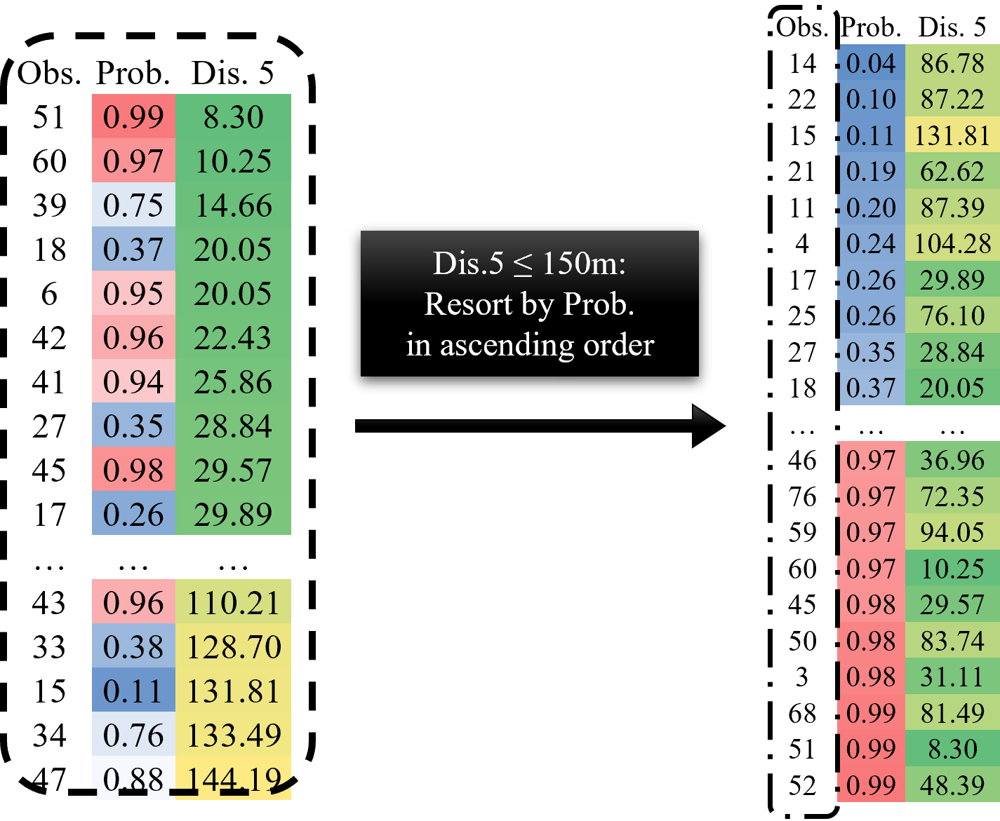 Obs. Prob. Dis. 5
51 0.99 8.30
60 0.97 10.25
39 0.75 14.66
18 0.37 20.05
6 0.95 20.05
42 0.96 22.43
41 0.94 25.86
27 0.35 28.84
45 0.98 29.57
17 0.26 29.89
... ... ...
43 0.96 110.21
33 0.38 128.70
15 0.11 131.81
34 0.76 133.49
47 0.88 144.19
Dis.5 ≤ 150m:
Resort by Prob.
in ascending order
Obs. Prob. Dis. 5
14 0.04 86.78
22 0.10 87.22
15 0.11 131.81
21 0.19 62.62
11 0.20 87.39
4 0.24 104.28
17 0.26 29.89
25 0.26 76.10
27 0.35 28.84
18 0.37 20.05
... ... ...
46 0.97 36.96
76 0.97 72.35
59 0.97 94.05
60 0.97 10.25
45 0.98 29.57
50 0.98 83.74
3 0.98 31.11
68 0.99 81.49
51 0.99 8.30
52 0.99 48.39